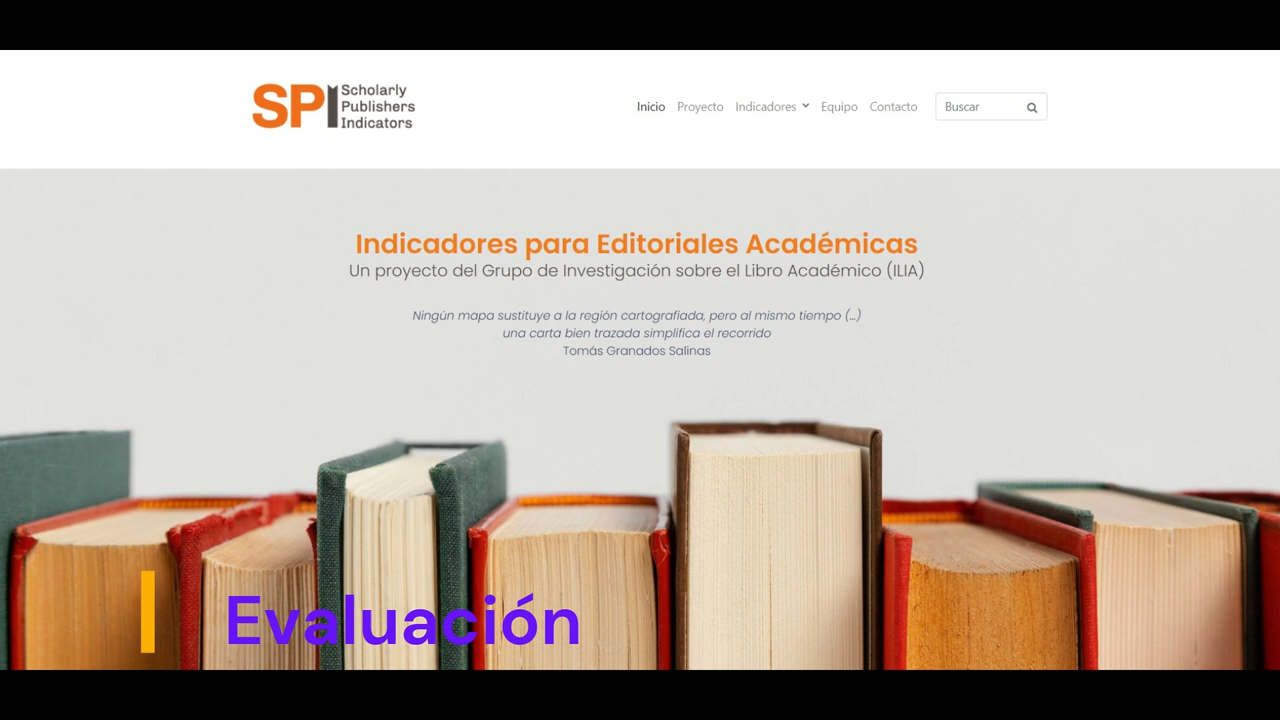 SPI Scholarly
Publishers
Indicators
Inicio Proyecto Indicadores Equipo Contacto Buscar
Indicadores para Editoriales Académicas
Un proyecto del Grupo de Investigación sobre el Libro Académico (ILIA)
Ningún mapa sustituye a la región cartografiada, pero al mismo tiempo (...)
una carta bien trazada simplifica el recorrido
Tomás Granados Salinas
Evaluación